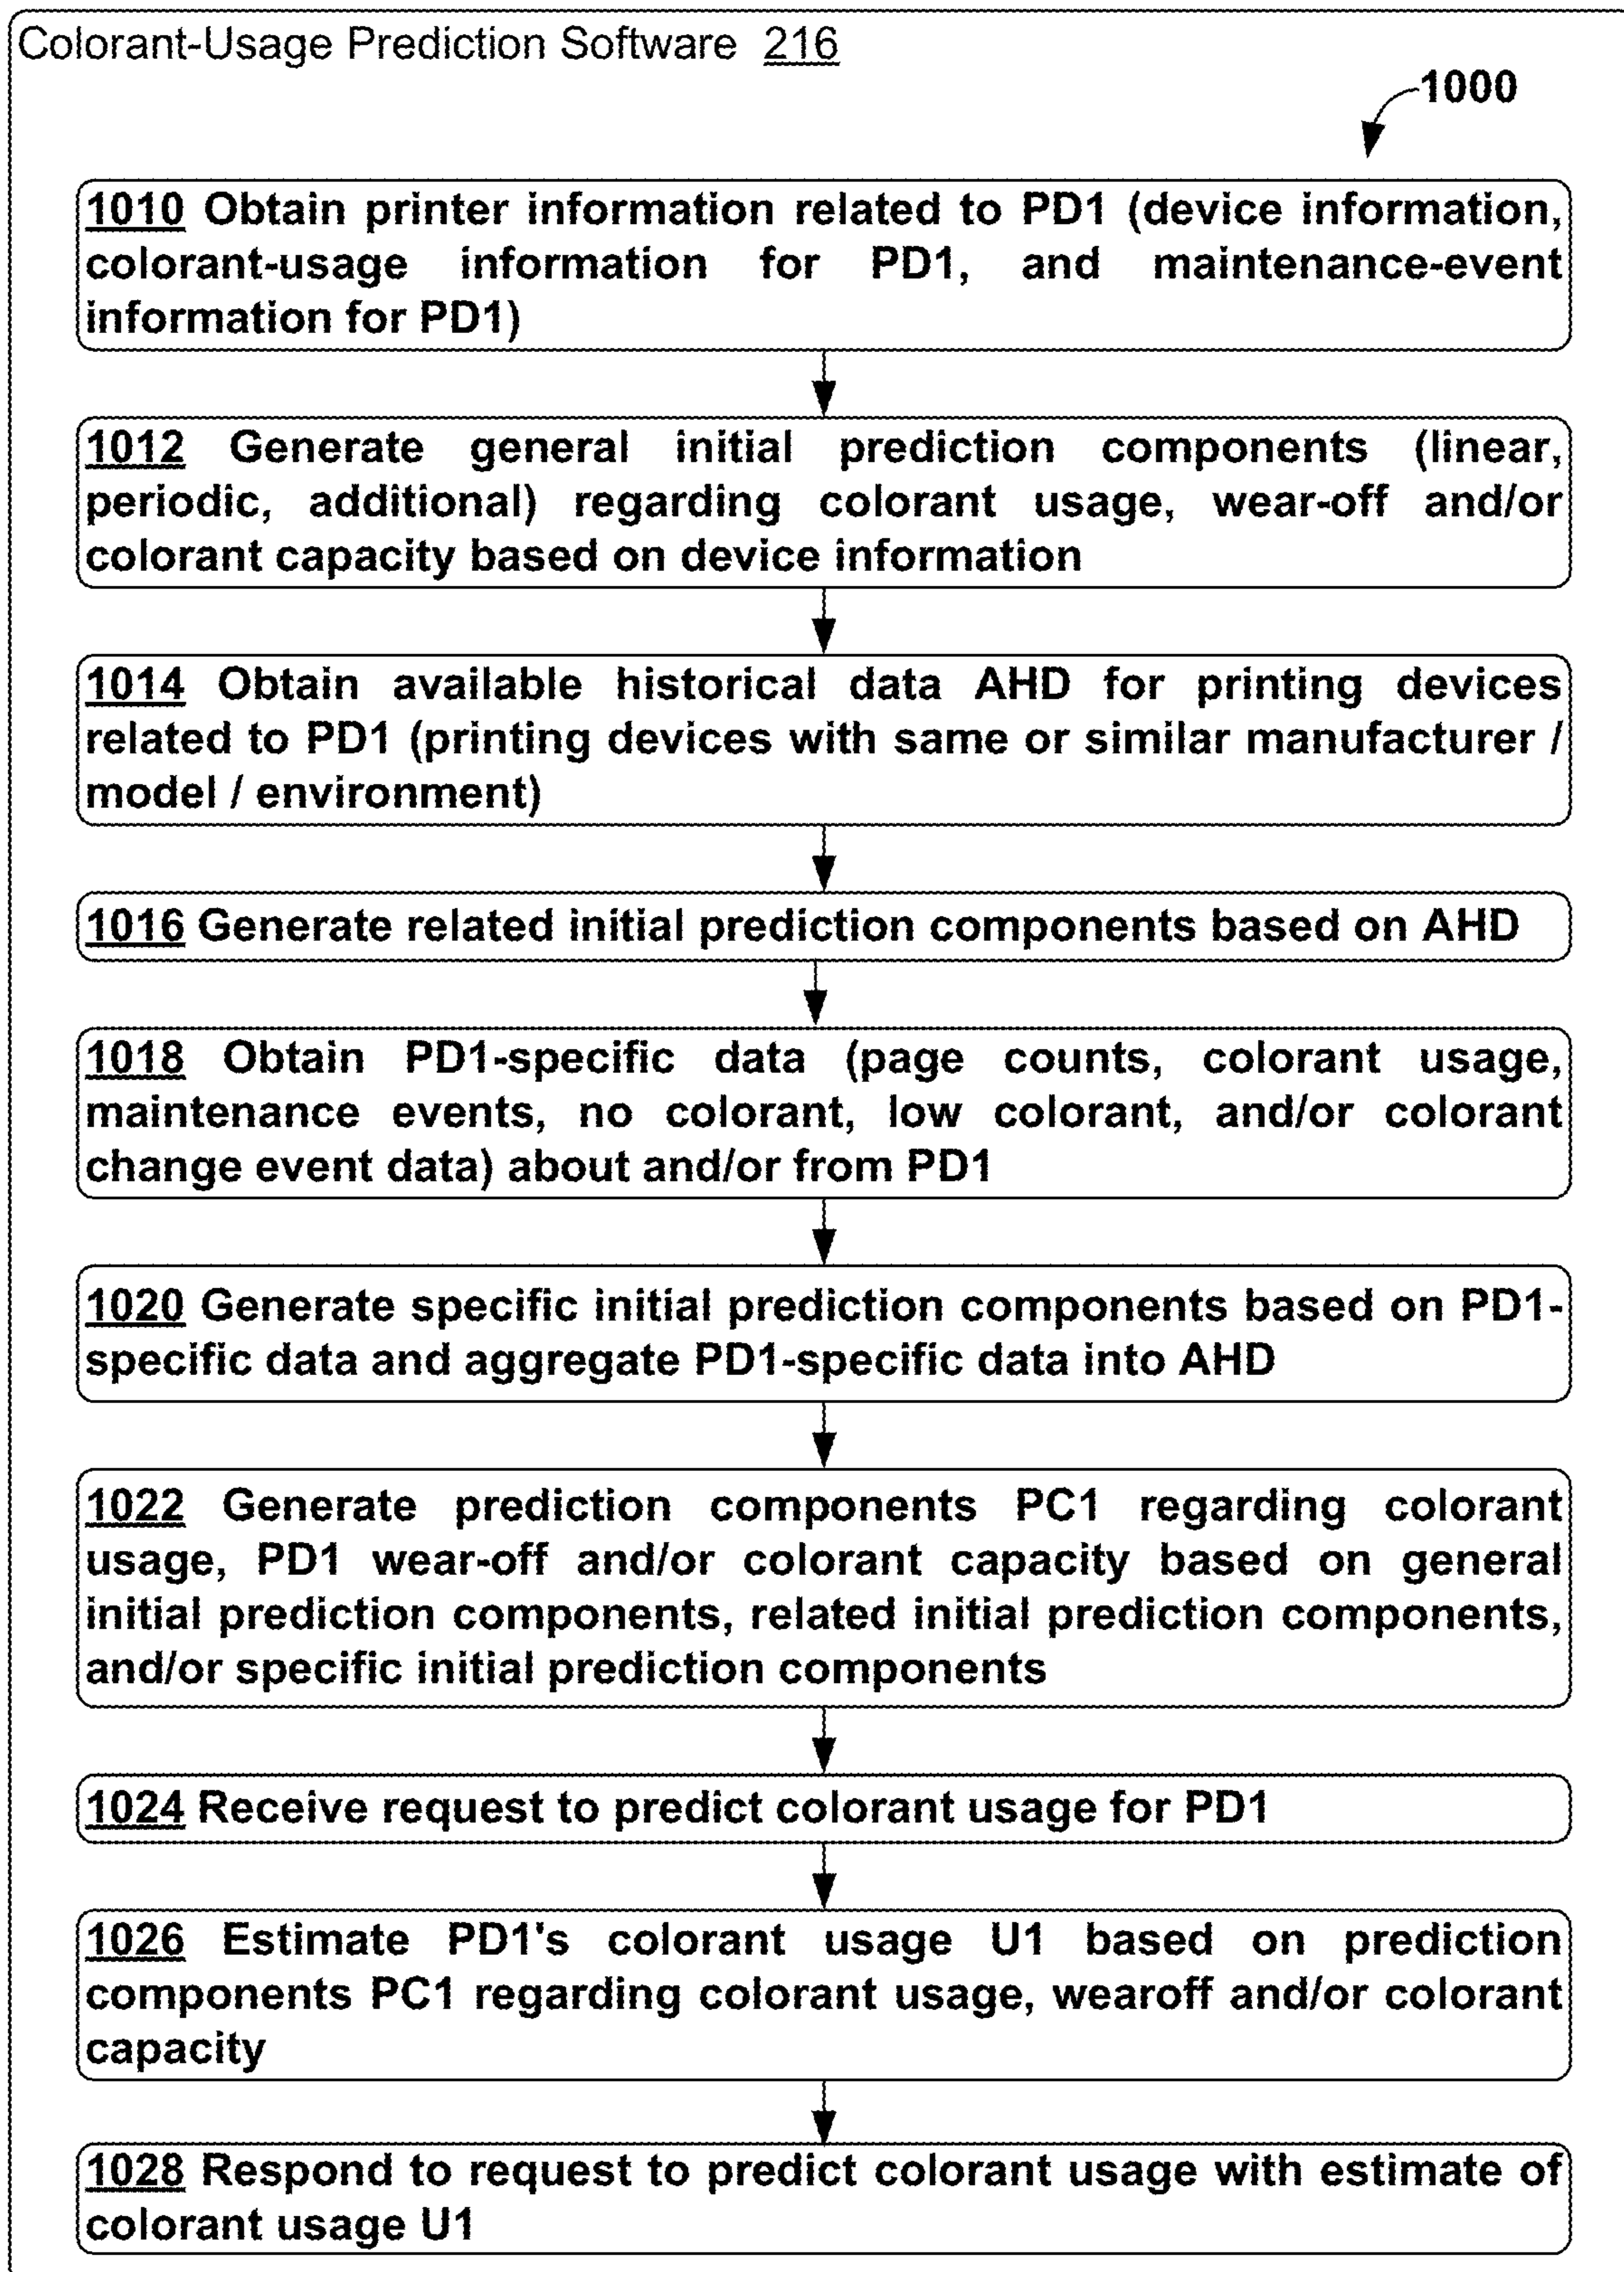 Colorant-Usage Prediction Software 216
1000
1010 Obtain printer information related to PD1 (device information,
colorant-usage information for PD1, and maintenance-event
information for PD1)
1012 Generate general initial prediction components (linear,
periodic, additional) regarding colorant usage, wear-off and/or
colorant capacity based on device information
1014 Obtain available historical data AHD for printing devices
related to PD1 (printing devices with same or similar manufacturer /
model / environment)
1016 Generate related initial prediction components based on AHD
1018 Obtain PD1-specific data (page counts, colorant usage,
maintenance events, no colorant, low colorant, and/or colorant
change event data) about and/or from PD1
1020 Generate specific initial prediction components based on PD1-
specific data and aggregate PD1-specific data into AHD
1022 Generate prediction components PC1 regarding colorant
usage, PD1 wear-off and/or colorant capacity based on general
initial prediction components, related initial prediction components,
and/or specific initial prediction components
1024 Receive request to predict colorant usage for PD1
1026 Estimate PD1's colorant usage U1 based on prediction
components PC1 regarding colorant usage, wearoff and/or colorant
capacity
1028 Respond to request to predict colorant usage with estimate of
colorant usage U1